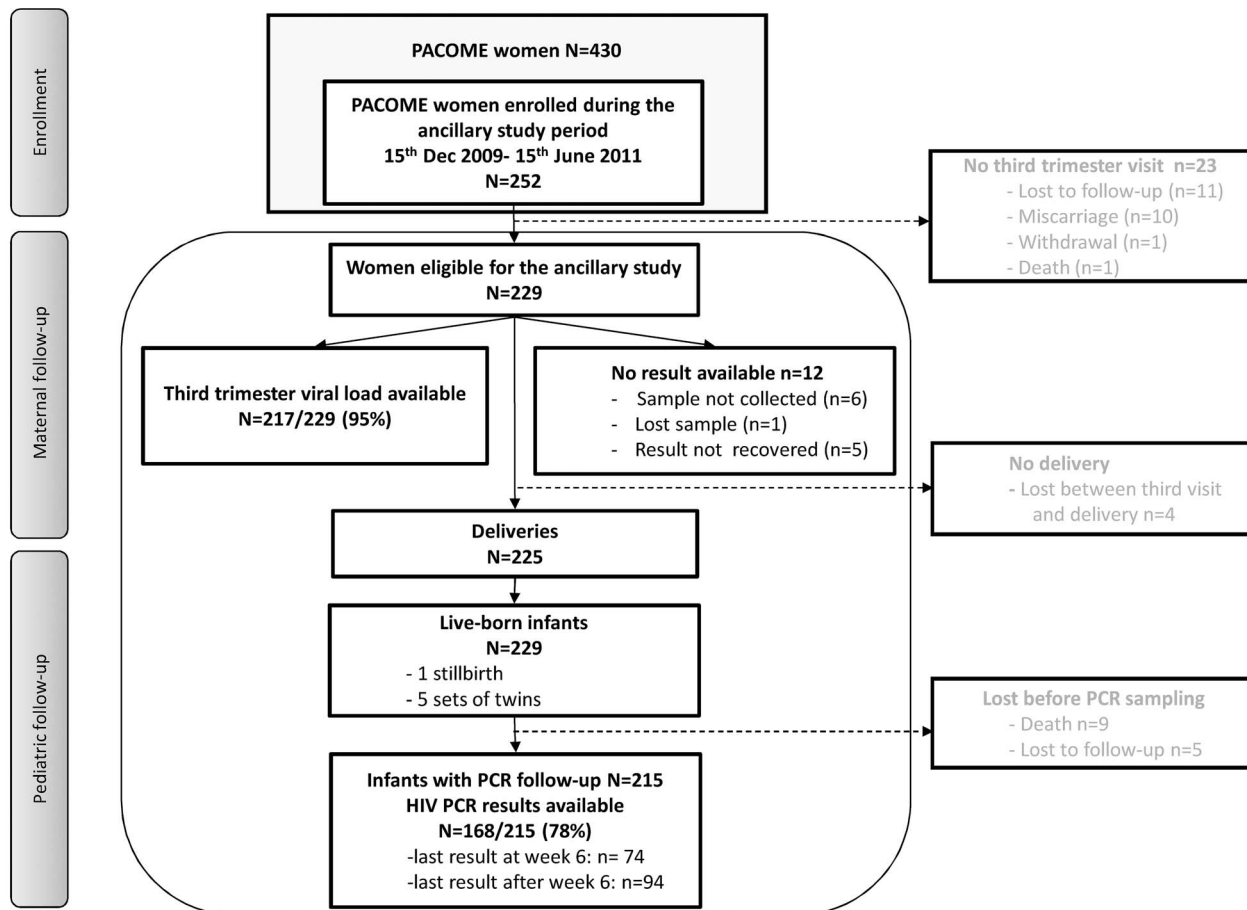 Enrollment
PACOME women N=430
PACOME women enrolled during the
ancillary study period
15th Dec 2009- 15th June 2011
N=252
No third trimester visit n=23
- Lost to follow-up (n=11)
- Miscarriage (n=10)
- Withdrawal (n=1)
- Death (n=1)
Maternal follow-up
Women eligible for the ancillary study
N=229
Third trimester viral load available
N=217/229 (95%)
No result available n=12
- Sample not collected (n=6)
- Lost sample (n=1)
- Result not recovered (n=5)
No delivery
- Lost between third visit
and delivery n=4
Deliveries
N=225
Pediatric follow-up
Live-born infants
N=229
- 1 stillbirth
- 5 sets of twins
Lost before PCR sampling
- Death n=9
- Lost to follow-up n=5
Infants with PCR follow-up N=215
HIV PCR results available
N=168/215 (78%)
-last result at week 6: n= 74
-last result after week 6: n=94